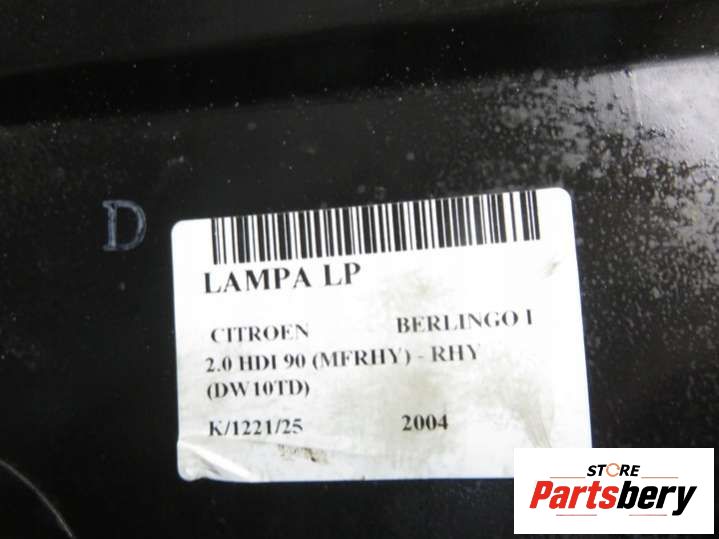 D
LAMPA LP
CITROEN BERLINGO I
2.0 HDI 90 (MFRHY) - RHY
(DW10TD)
K/1221/25 2004
STORE
Partsbery